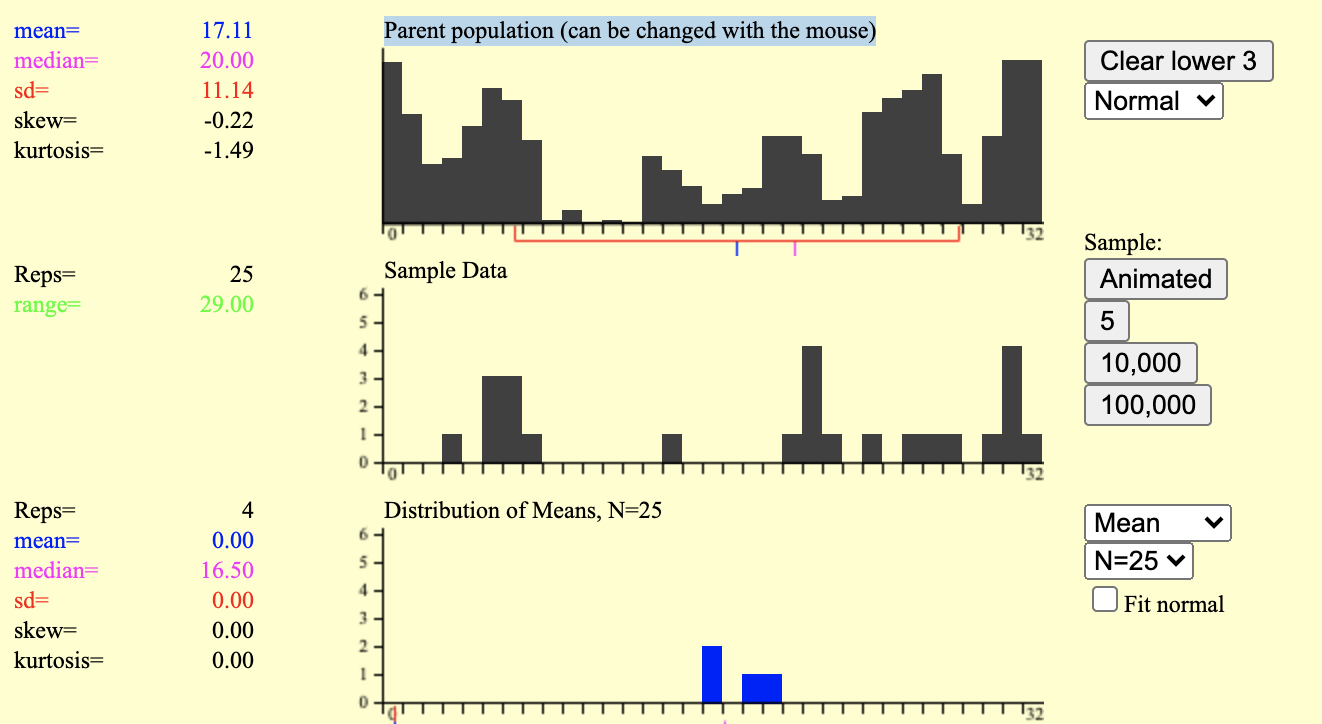 mean= 17.11
median= 20.00
sd= 11.14
skew= -0.22
kurtosis= -1.49
Parent population (can be changed with the mouse)
0 32
Clear lower 3
Normal
Reps= 25
range= 29.00
Sample Data
6
5
4
3
2
1
0
0 32
Sample:
Animated
5
10,000
100,000
Reps= 4
mean= 0.00
median= 16.50
sd= 0.00
skew= 0.00
kurtosis= 0.00
Distribution of Means, N=25
6
5
4
3
2
1
0
0 32
Mean
N=25
Fit normal